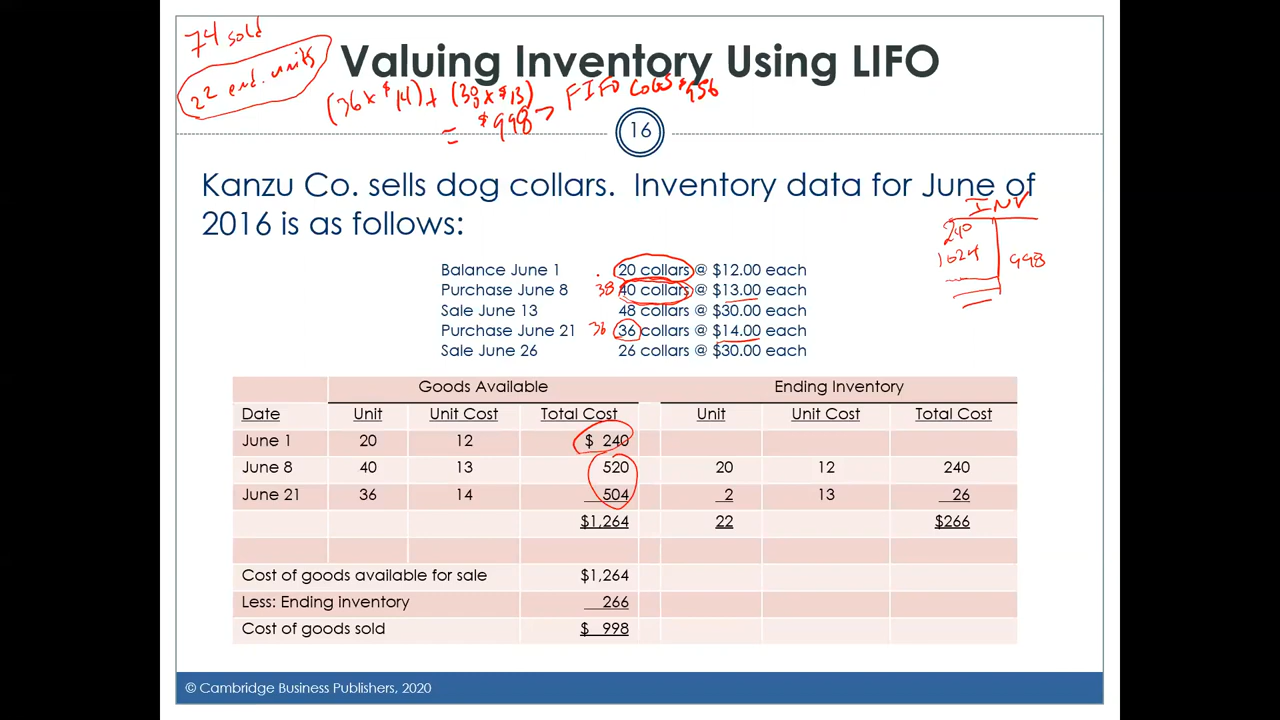 74 sold
22 end. units
Valuing Inventory Using LIFO
(36 x $14) + (38 x $13) > FIFO COGS $956
= $998
16
Kanzu Co. sells dog collars. Inventory data for June of
2016 is as follows:
INV
240
1024 998
Balance June 1 20 collars @ $12.00 each
38 Purchase June 8 40 collars @ $13.00 each
Sale June 13 48 collars @ $30.00 each
36 Purchase June 21 36 collars @ $14.00 each
Sale June 26 26 collars @ $30.00 each
Goods Available Ending Inventory
Date Unit Unit Cost Total Cost Unit Unit Cost Total Cost
June 1 20 12 $ 240
June 8 40 13 520 20 12 240
June 21 36 14 504 2 13 26
$1,264 22 $266
Cost of goods available for sale $1,264
Less: Ending inventory 266
Cost of goods sold $ 998
© Cambridge Business Publishers, 2020